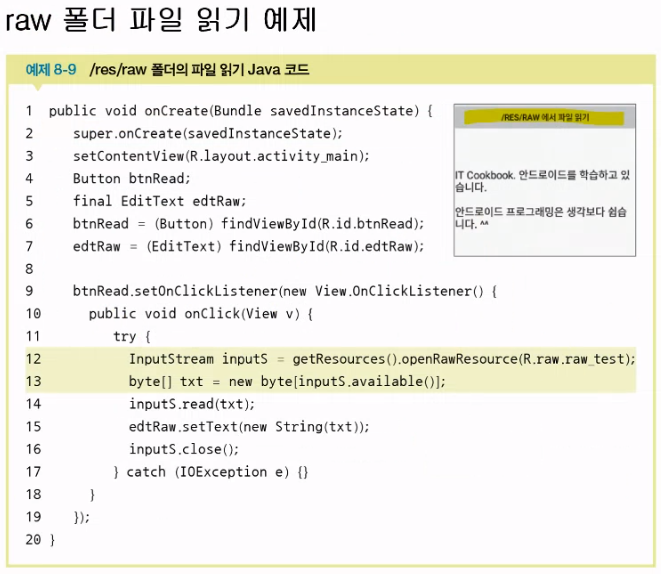 raw 폴더 파일 읽기 예제
예제 8-9 /res/raw 폴더의 파일 읽기 Java 코드
1 public void onCreate(Bundle savedInstanceState) {
2 super.onCreate(savedInstanceState);
3 setContentView(R.layout.activity_main);
4 Button btnRead;
5 final EditText edtRaw;
6 btnRead = (Button) findViewById(R.id.btnRead);
7 edtRaw = (EditText) findViewById(R.id.edtRaw);
8
9 btnRead.setOnClickListener(new View.OnClickListener() {
10 public void onClick(View v) {
11 try {
12 InputStream inputS = getResources().openRawResource(R.raw.raw_test);
13 byte[] txt = new byte[inputS.available()];
14 inputS.read(txt);
15 edtRaw.setText(new String(txt));
16 inputS.close();
17 } catch (IOException e) {}
18 }
19 });
20 }
/RES/RAW 에서 파일 읽기
IT Cookbook. 안드로이드를 학습하고 있
습니다.
안드로이드 프로그래밍은 생각보다 쉽습
니다. ^^